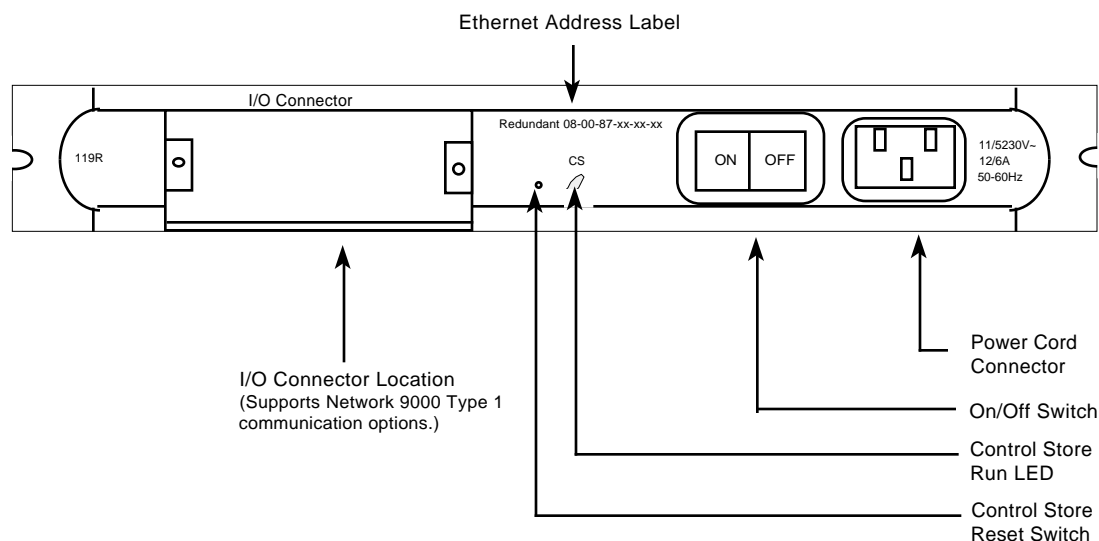 Ethernet Address Label
I/O Connector
Redundant 08-00-87-xx-xx-xx
119R
CS
ON
OFF
11/5230V~
12/6A
50-60Hz
I/O Connector Location
(Supports Network 9000 Type 1
communication options.)
Power Cord
Connector
On/Off Switch
Control Store
Run LED
Control Store
Reset Switch